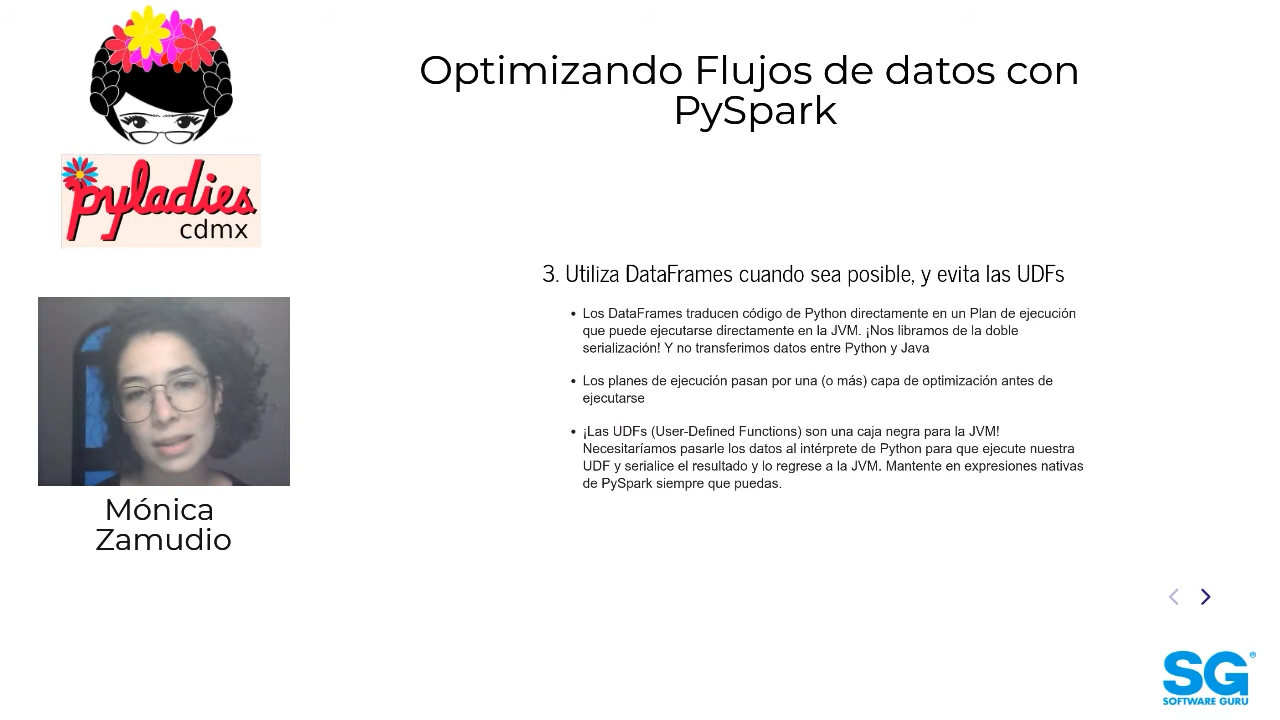 Optimizando Flujos de datos con
PySpark
pyladies
cdmx
3. Utiliza DataFrames cuando sea posible, y evita las UDFs
• Los DataFrames traducen código de Python directamente en un Plan de ejecución
que puede ejecutarse directamente en la JVM. ¡Nos libramos de la doble
serialización! Y no transferimos datos entre Python y Java
• Los planes de ejecución pasan por una (o más) capa de optimización antes de
ejecutarse
• ¡Las UDFs (User-Defined Functions) son una caja negra para la JVM!
Necesitaríamos pasarle los datos al intérprete de Python para que ejecute nuestra
UDF y serialice el resultado y lo regrese a la JVM. Mantente en expresiones nativas
de PySpark siempre que puedas.
Mónica
Zamudio
SG®
SOFTWARE GURU